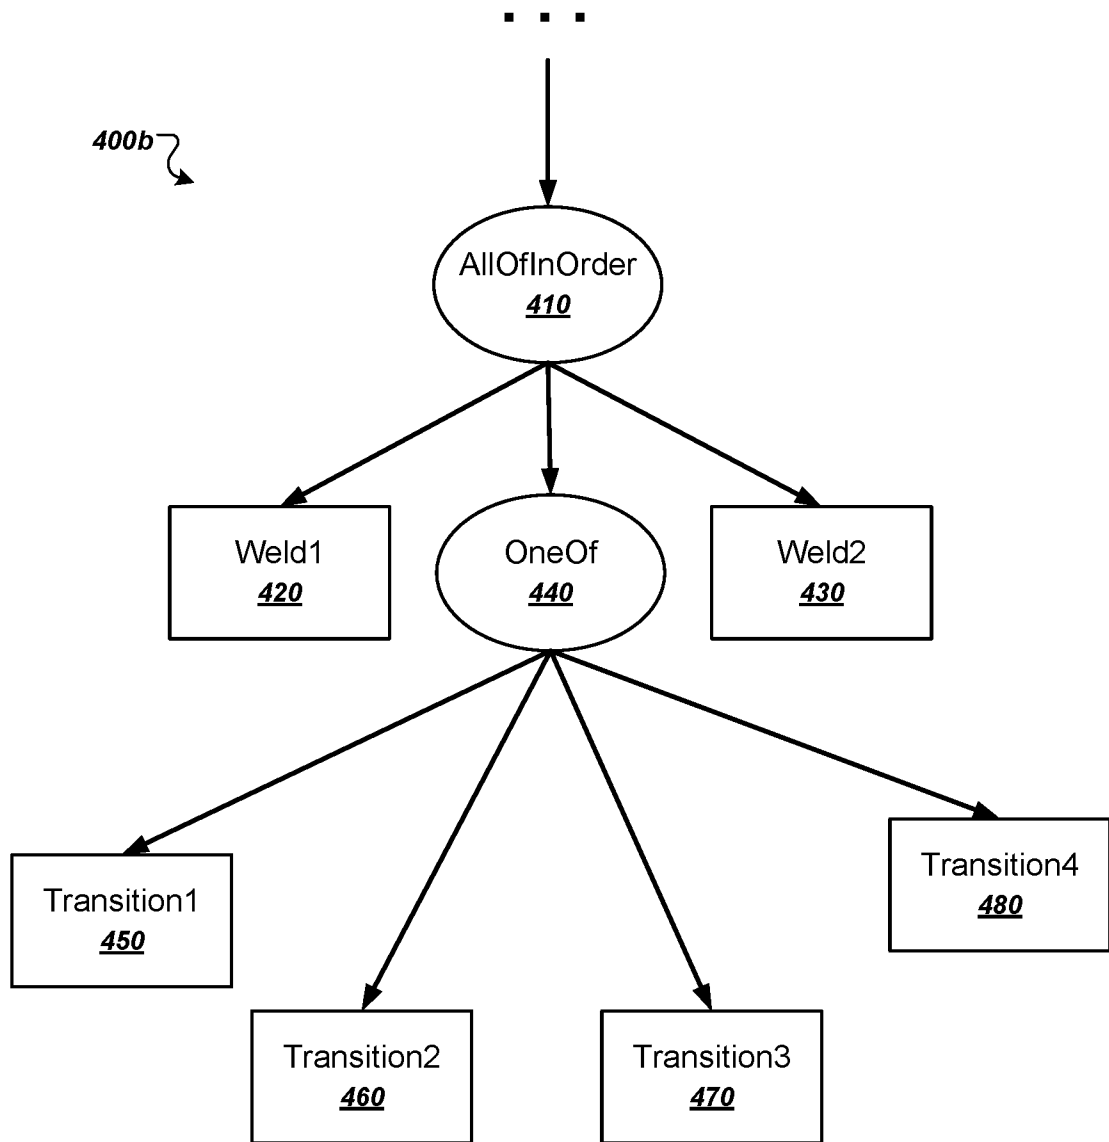 . . .
400b
AllOfInOrder
410
Weld1
420
OneOf
440
Weld2
430
Transition1
450
Transition4
480
Transition2
460
Transition3
470